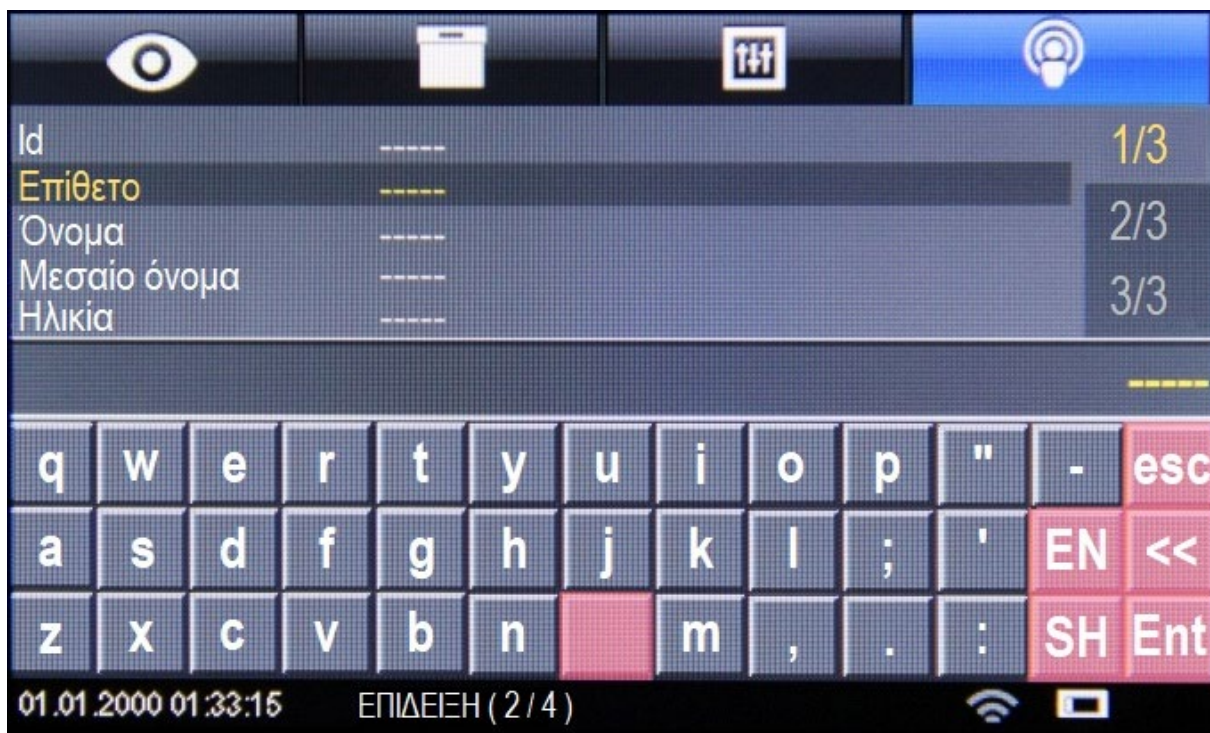 Id -----
1/3
Επίθετο -----
2/3
Όνομα -----
Μεσαίο όνομα -----
3/3
Ηλικία -----
-----
q w e r t y u i o p " - esc
a s d f g h j k l ; ' EN <<
z x c v b n m , . : SH Ent
01.01.2000 01:33:15 ΕΠΙΔΕΙΞΗ ( 2 / 4 )